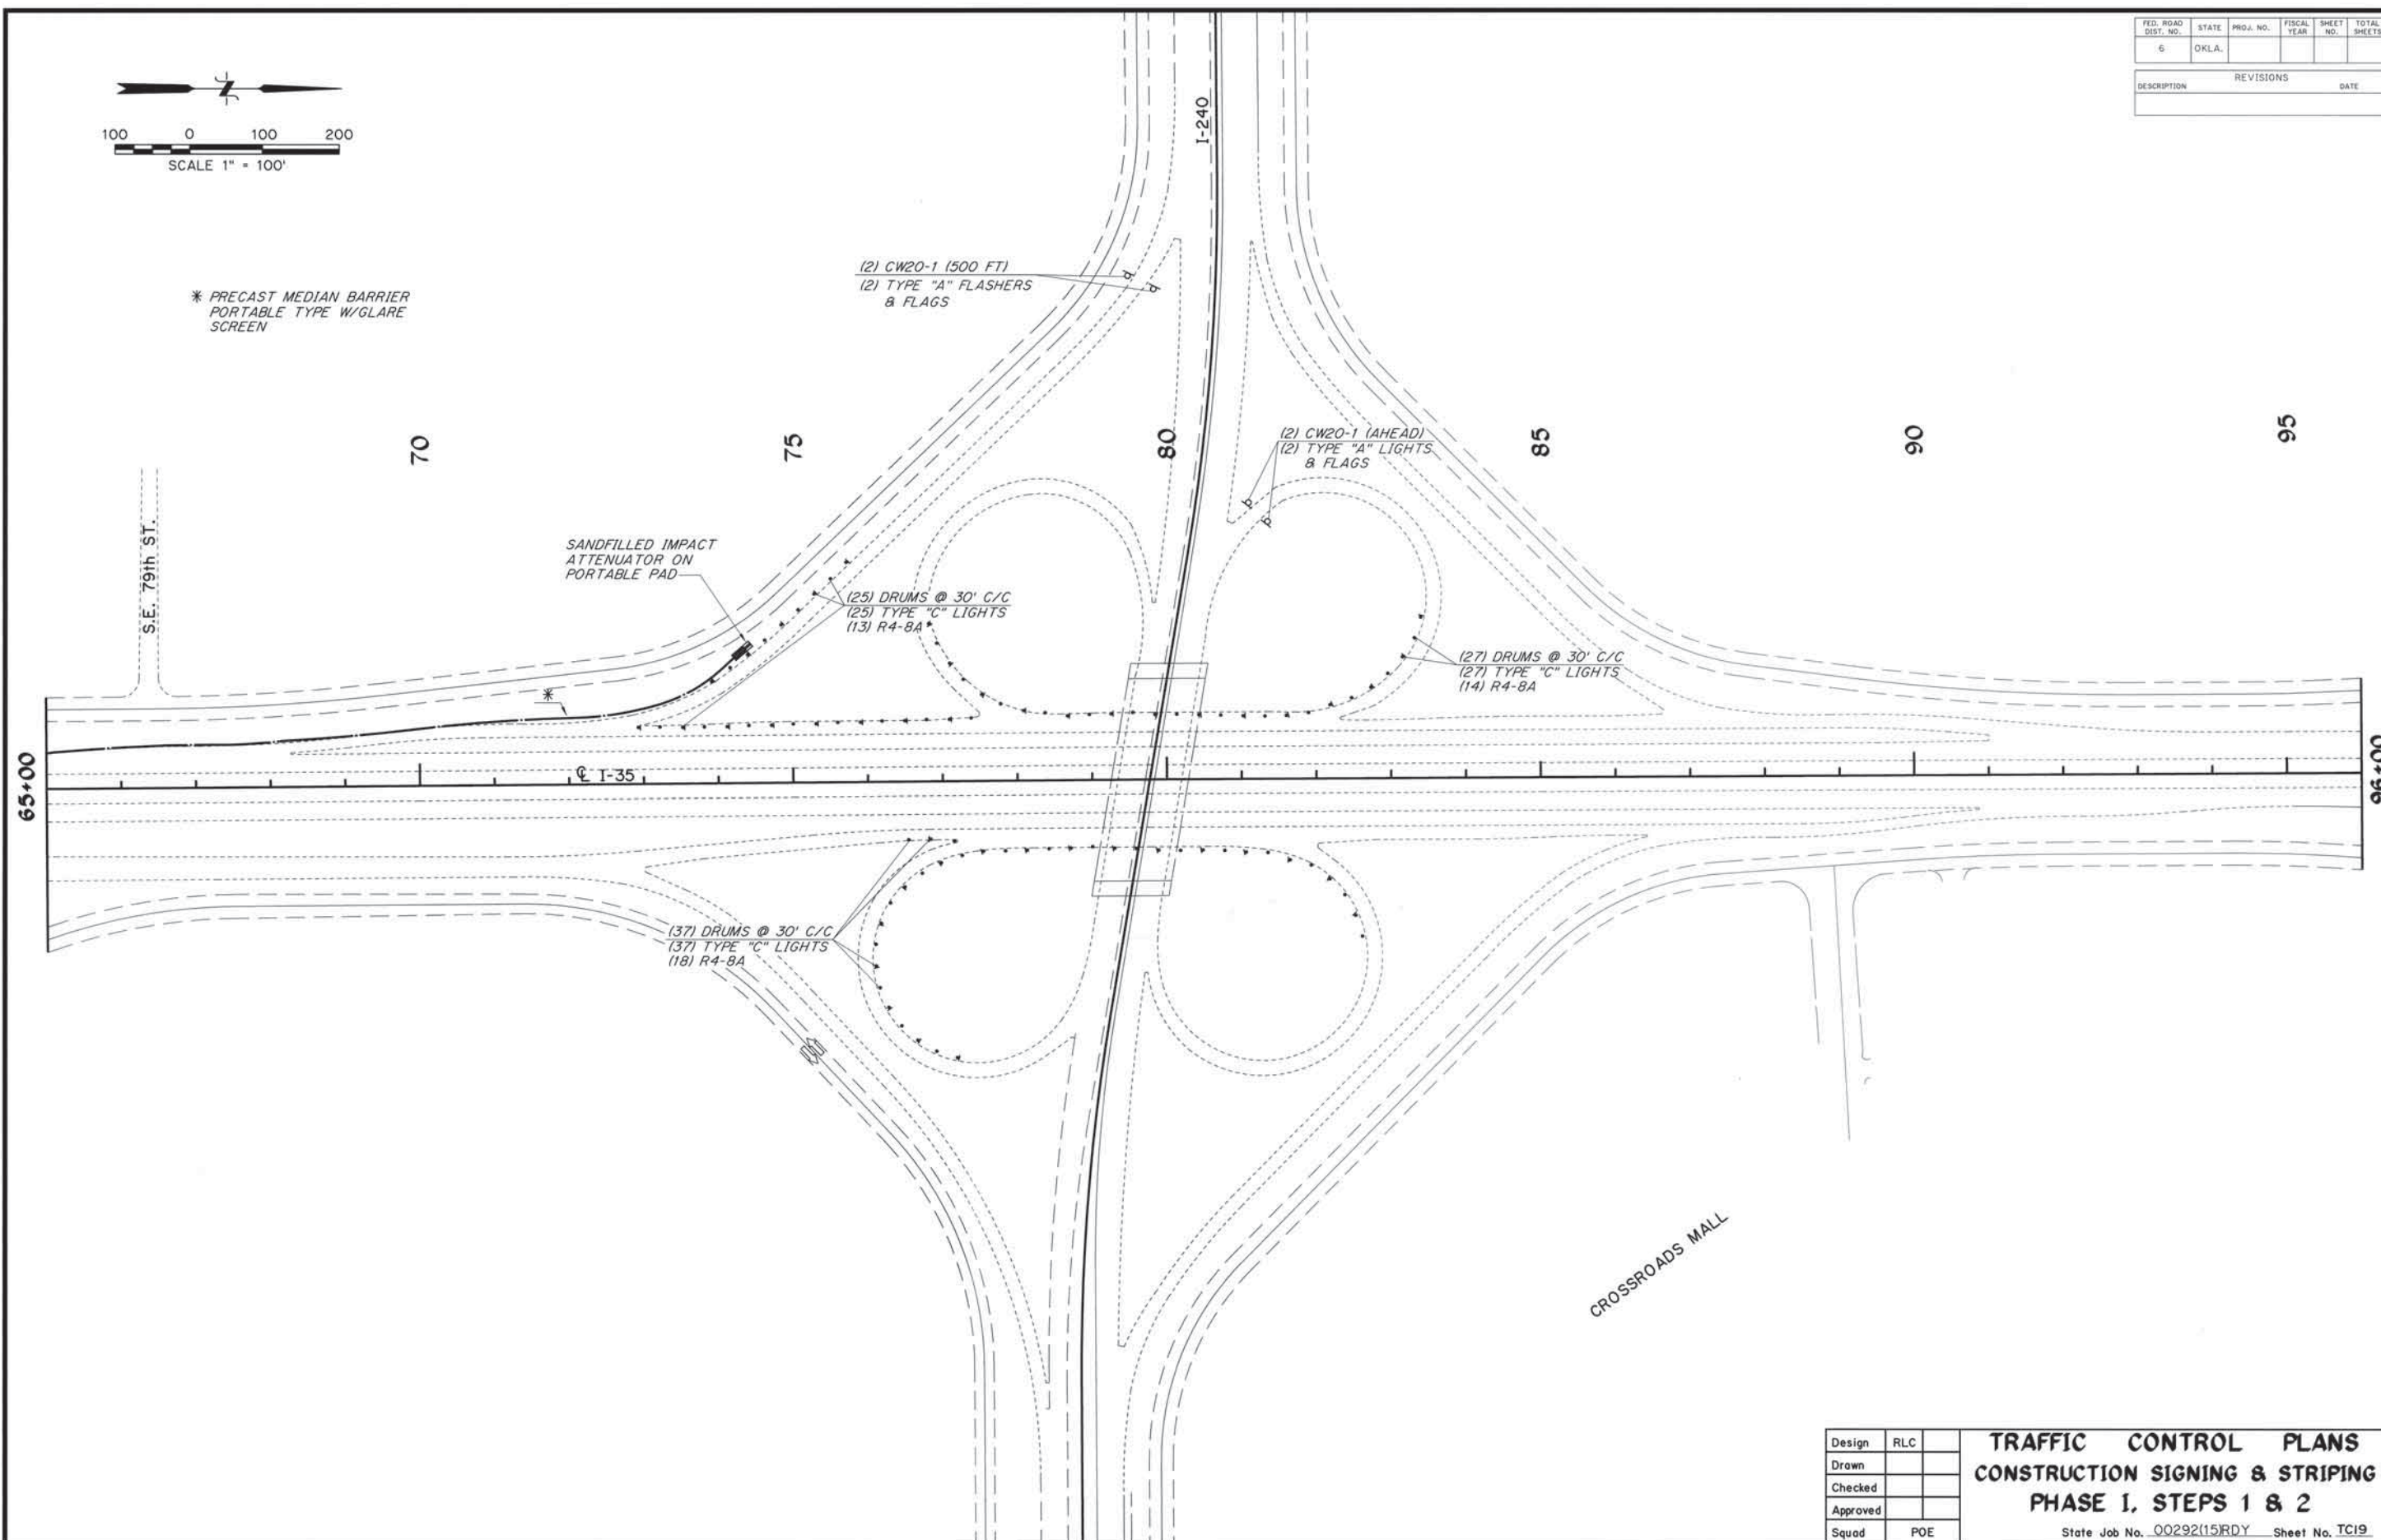 FED. ROAD DIST. NO. STATE PROJ. NO. FISCAL YEAR SHEET NO. TOTAL SHEETS
6 OKLA.
REVISIONS
DESCRIPTION DATE
100 0 100 200
SCALE 1" = 100'
I-240
* PRECAST MEDIAN BARRIER
PORTABLE TYPE W/GLARE
SCREEN
(2) CW20-1 (500 FT)
(2) TYPE "A" FLASHERS
& FLAGS
70 75 80 85 90 95
(2) CW20-1 (AHEAD)
(2) TYPE "A" LIGHTS
& FLAGS
S.E. 79th ST.
SANDFILLED IMPACT
ATTENUATOR ON
PORTABLE PAD
(25) DRUMS @ 30' C/C
(25) TYPE "C" LIGHTS
(13) R4-8A
(27) DRUMS @ 30' C/C
(27) TYPE "C" LIGHTS
(14) R4-8A
*
65+00
℄ I-35
96+00
(37) DRUMS @ 30' C/C
(37) TYPE "C" LIGHTS
(18) R4-8A
CROSSROADS MALL
Design RLC
Drawn
Checked
Approved
Squad POE
TRAFFIC CONTROL PLANS
CONSTRUCTION SIGNING & STRIPING
PHASE I, STEPS 1 & 2
State Job No. 00292(15)RDY Sheet No. TC19